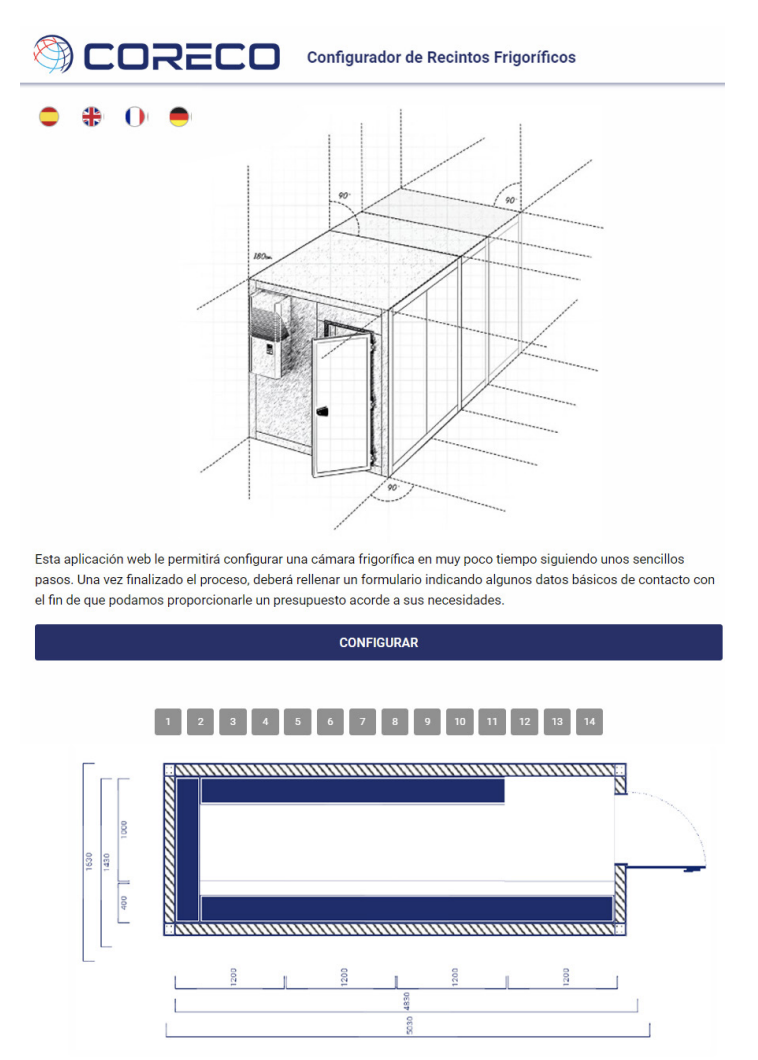 CORECO
Configurador de Recintos Frigoríficos
90°
90°
180m.
90°
Esta aplicación web le permitirá configurar una cámara frigorífica en muy poco tiempo siguiendo unos sencillos
pasos. Una vez finalizado el proceso, deberá rellenar un formulario indicando algunos datos básicos de contacto con
el fin de que podamos proporcionarle un presupuesto acorde a sus necesidades.
CONFIGURAR
1 2 3 4 5 6 7 8 9 10 11 12 13 14
1630
1430
1000
400
1200 1200 1200 1200
4830
5030